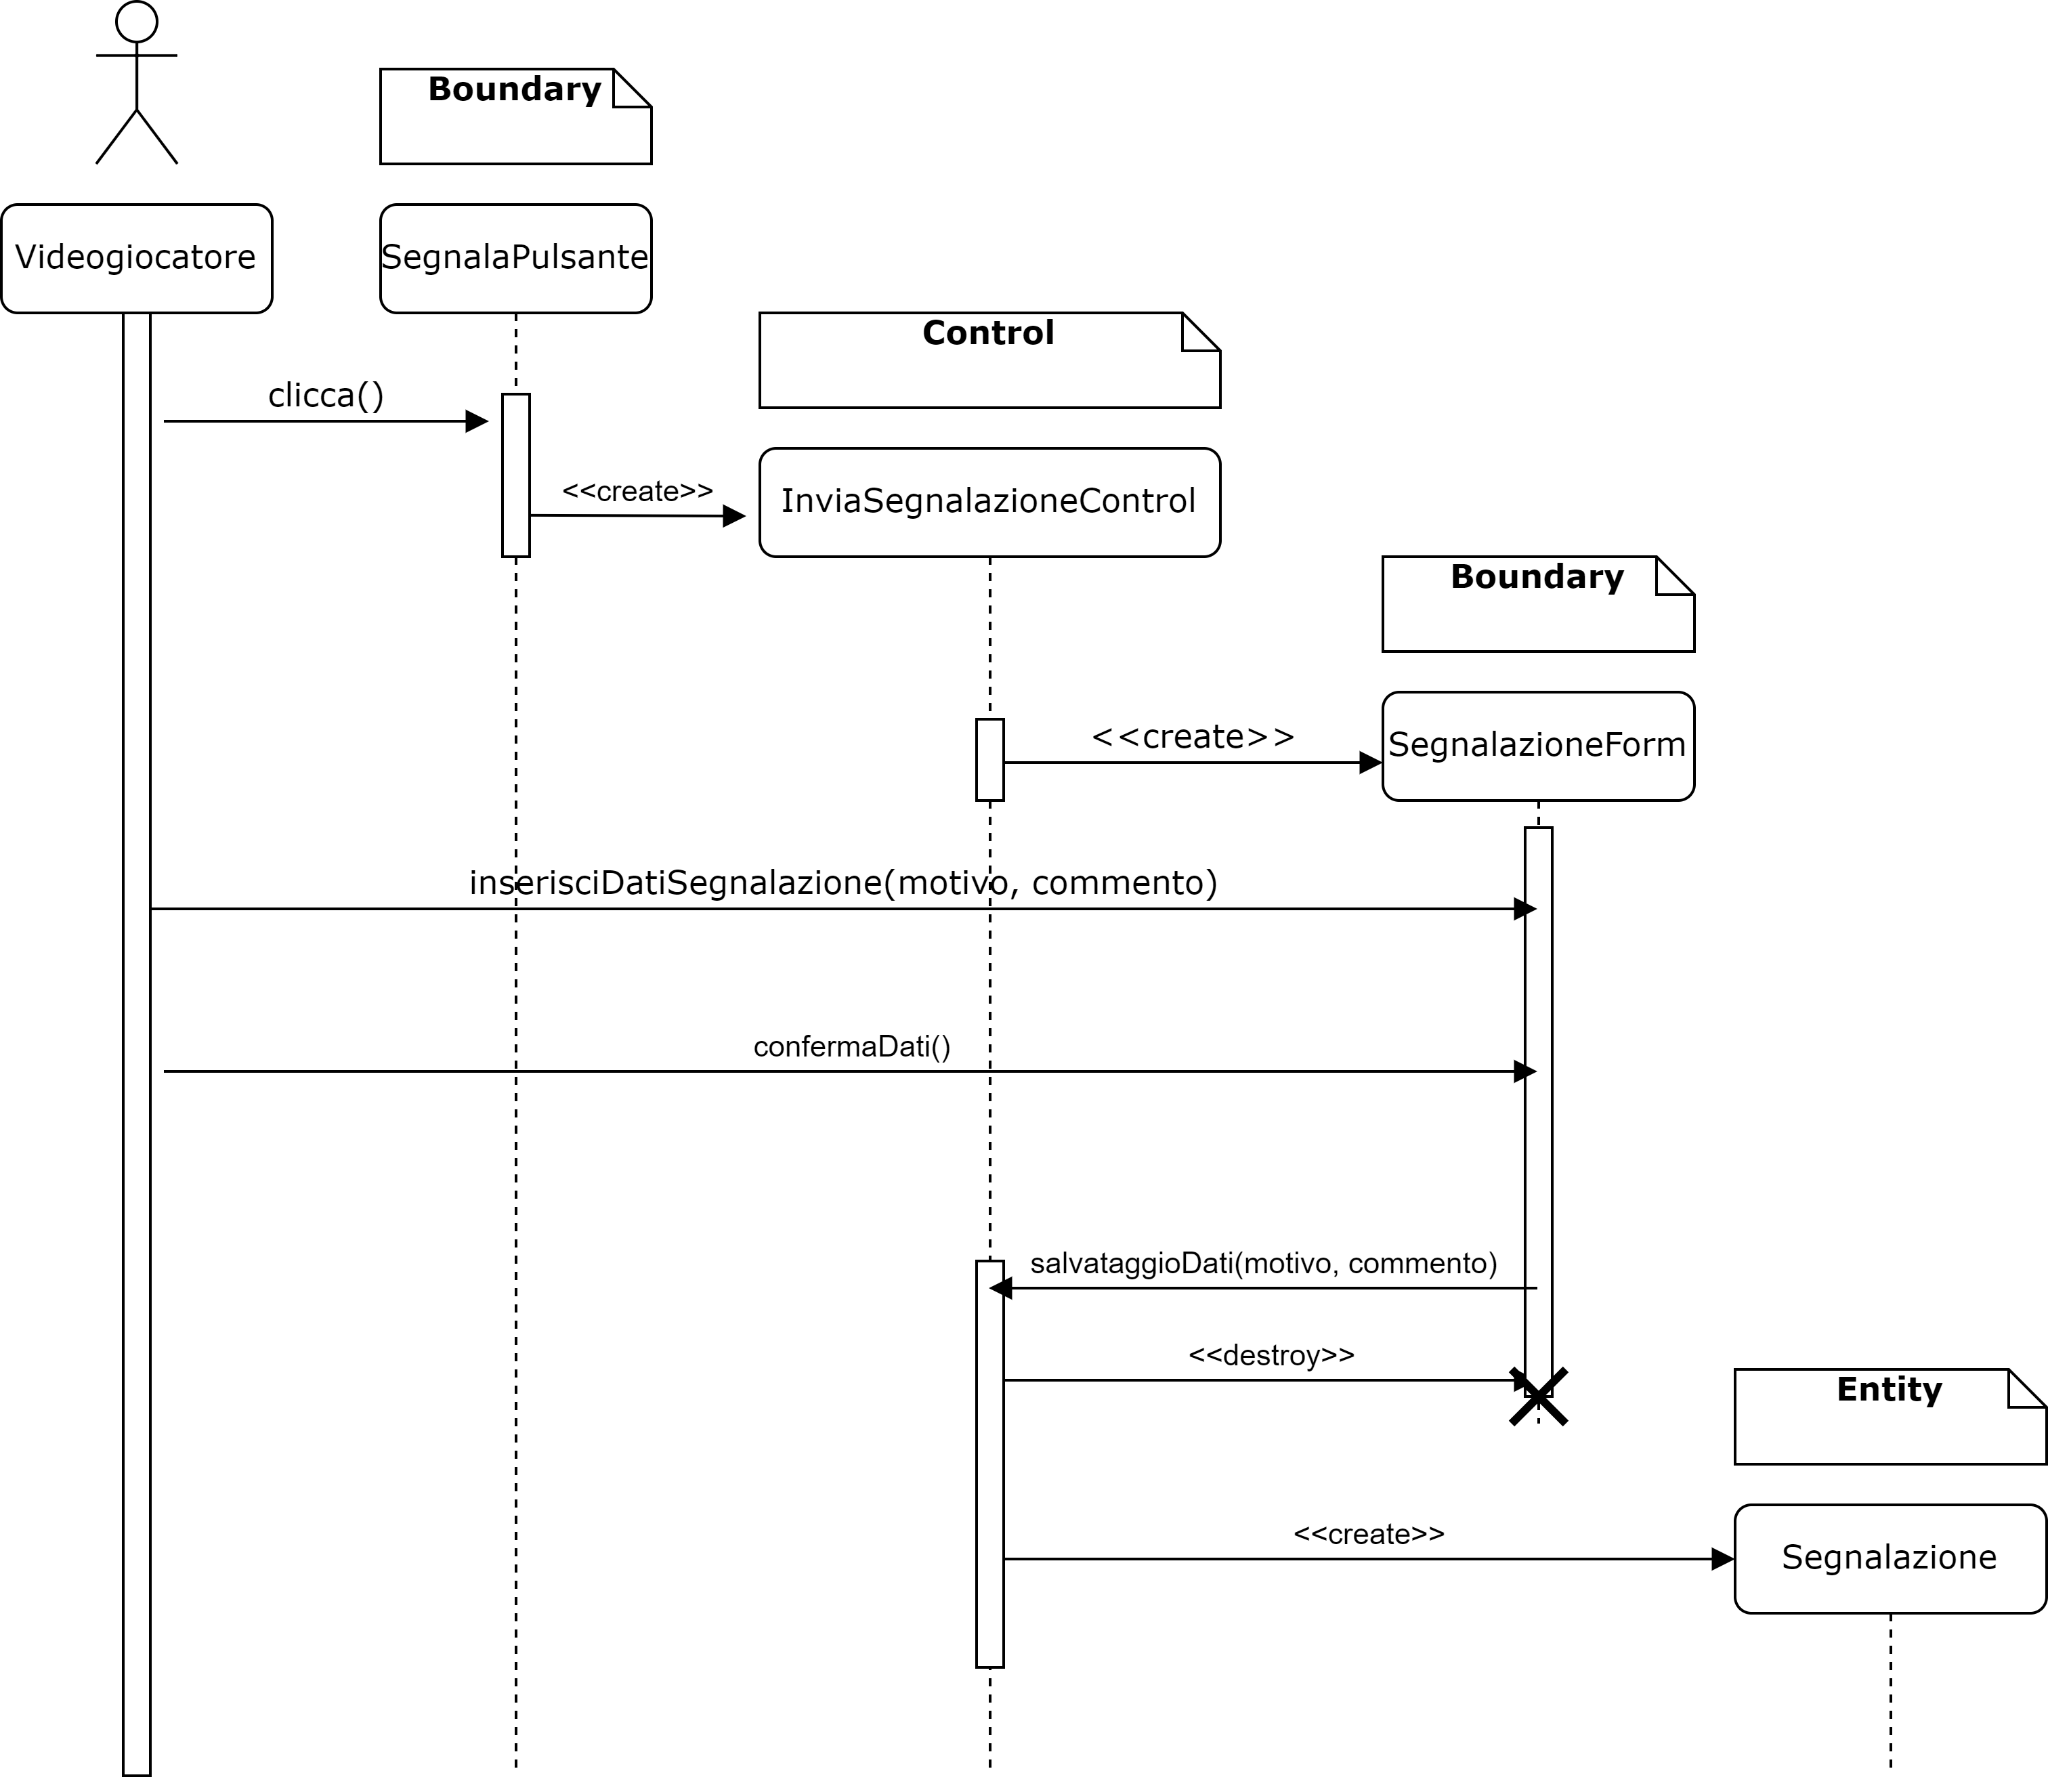 Boundary
Videogiocatore
SegnalaPulsante
Control
clicca()
<<create>>
InviaSegnalazioneControl
Boundary
<<create>>
SegnalazioneForm
inserisciDatiSegnalazione(motivo, commento)
confermaDati()
salvataggioDati(motivo, commento)
<<destroy>>
Entity
<<create>>
Segnalazione